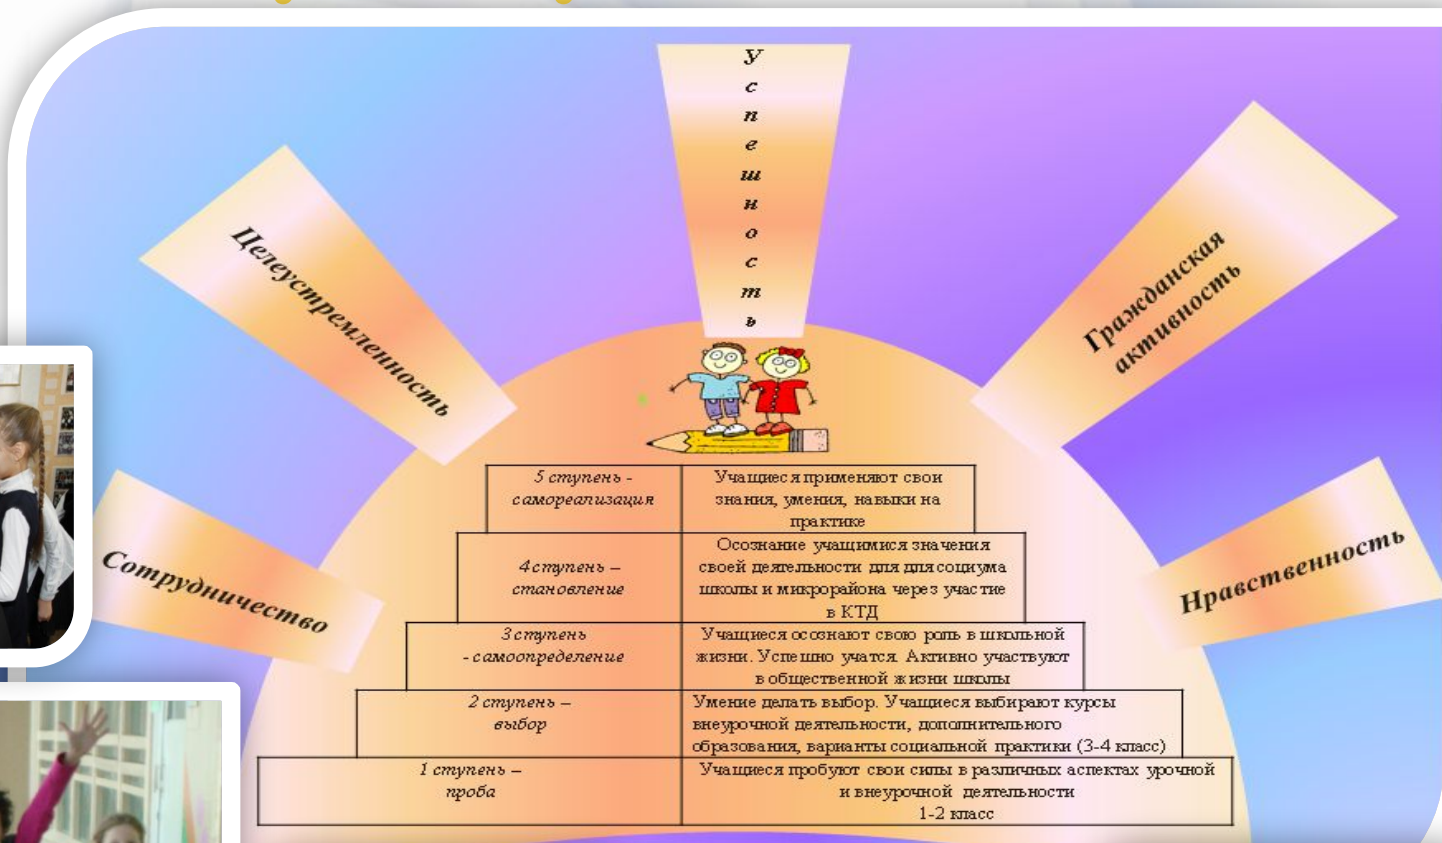 Успешность
Целеустремленность
Гражданская
активность
Сотрудничество
Нравственность
5 ступень -
самореализация
Учащиеся применяют свои
знания, умения, навыки на
практике
4 ступень –
становление
Осознание учащимися значения
своей деятельности для для социума
школы и микрорайона через участие
в КТД
3 ступень
- самоопределение
Учащиеся осознают свою роль в школьной
жизни. Успешно учатся. Активно участвуют
в общественной жизни школы
2 ступень –
выбор
Умение делать выбор. Учащиеся выбирают курсы
внеурочной деятельности, дополнительного
образования, варианты социальной практики (3-4 класс)
1 ступень –
проба
Учащиеся пробуют свои силы в различных аспектах урочной
и внеурочной деятельности
1-2 класс